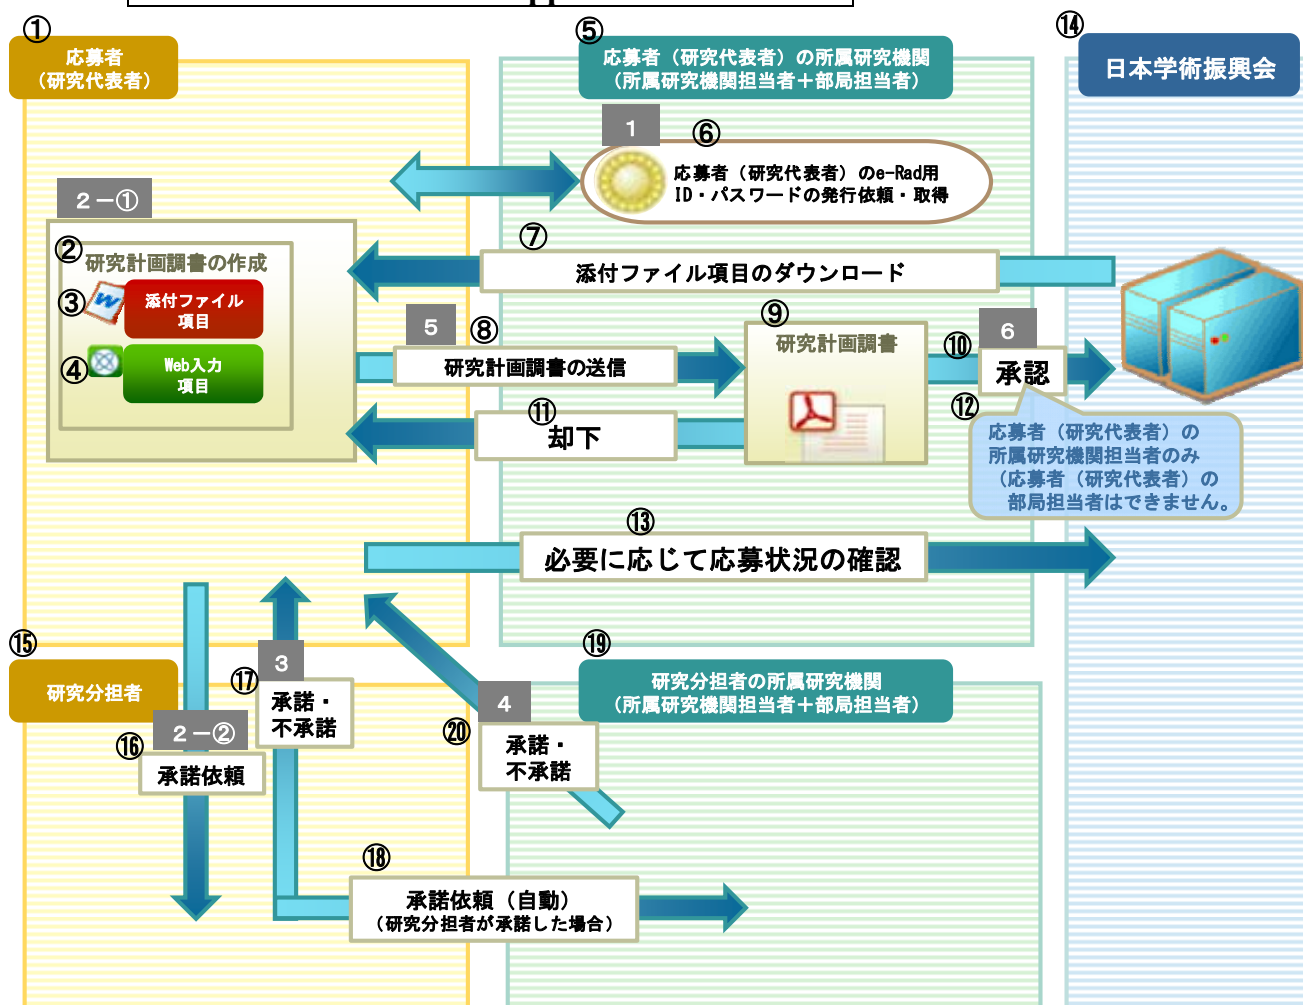 ①
応募者
（研究代表者）
⑤
応募者（研究代表者）の所属研究機関
（所属研究機関担当者＋部局担当者）
⑭
日本学術振興会
1
⑥
応募者（研究代表者）のe-Rad用
ID・パスワードの発行依頼・取得
2－①
②
研究計画調書の作成
③
添付ファイル
項目
④
Web入力
項目
⑦
添付ファイル項目のダウンロード
5
⑧
研究計画調書の送信
⑨
研究計画調書
⑩
6
承認
⑪
却下
⑫
応募者（研究代表者）の
所属研究機関担当者のみ
（応募者（研究代表者）の
部局担当者はできません。
⑬
必要に応じて応募状況の確認
⑮
研究分担者
2－②
⑯
承諾依頼
3
⑰
承諾・
不承諾
⑲
研究分担者の所属研究機関
（所属研究機関担当者＋部局担当者）
4
⑳
承諾・
不承諾
⑱
承諾依頼（自動）
（研究分担者が承諾した場合）